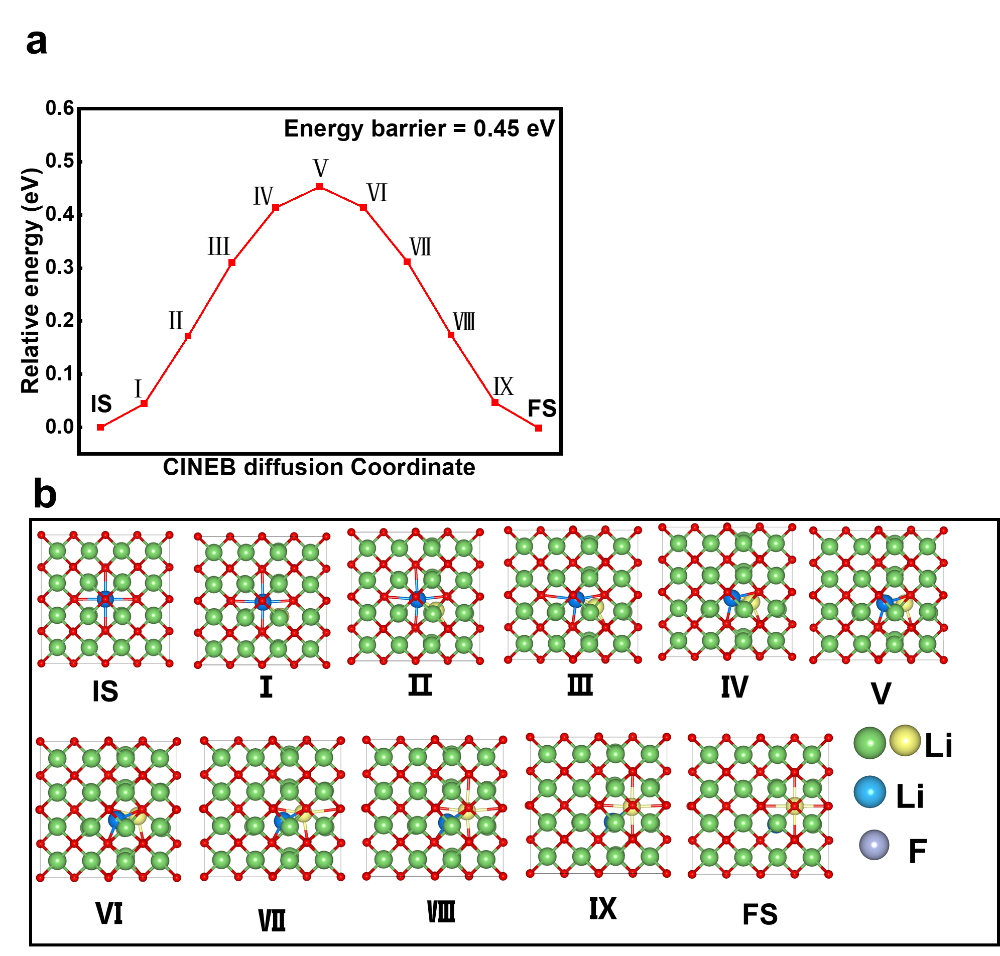 a
0.6
Energy barrier = 0.45 eV
0.5
V
IV
VI
0.4
III
VII
0.3
II
VIII
0.2
0.1
I
IX
IS
FS
0.0
Relative energy (eV)
CINEB diffusion Coordinate
b
IS
I
II
III
IV
V
Li
Li
F
VI
VII
VIII
IX
FS